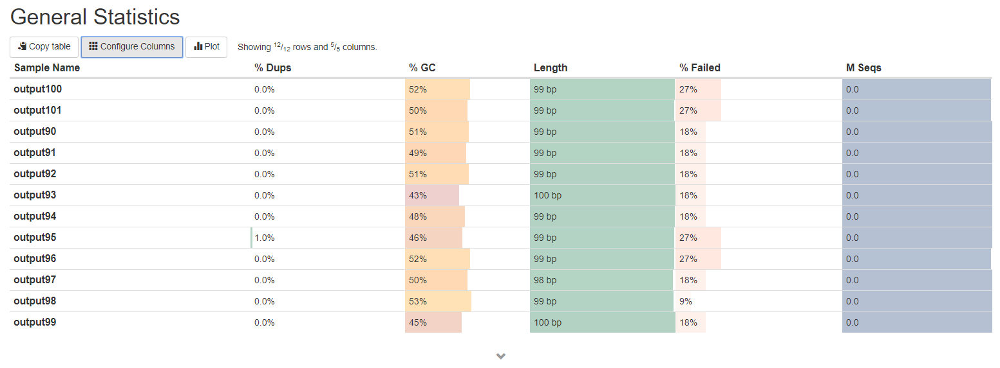 General Statistics
Copy table Configure Columns Plot Showing 12/12 rows and 5/5 columns.
Sample Name % Dups % GC Length % Failed M Seqs
output100 0.0% 52% 99 bp 27% 0.0
output101 0.0% 50% 99 bp 27% 0.0
output90 0.0% 51% 99 bp 18% 0.0
output91 0.0% 49% 99 bp 18% 0.0
output92 0.0% 51% 99 bp 18% 0.0
output93 0.0% 43% 100 bp 18% 0.0
output94 0.0% 48% 99 bp 18% 0.0
output95 1.0% 46% 99 bp 27% 0.0
output96 0.0% 52% 99 bp 27% 0.0
output97 0.0% 50% 98 bp 18% 0.0
output98 0.0% 53% 99 bp 9% 0.0
output99 0.0% 45% 100 bp 18% 0.0